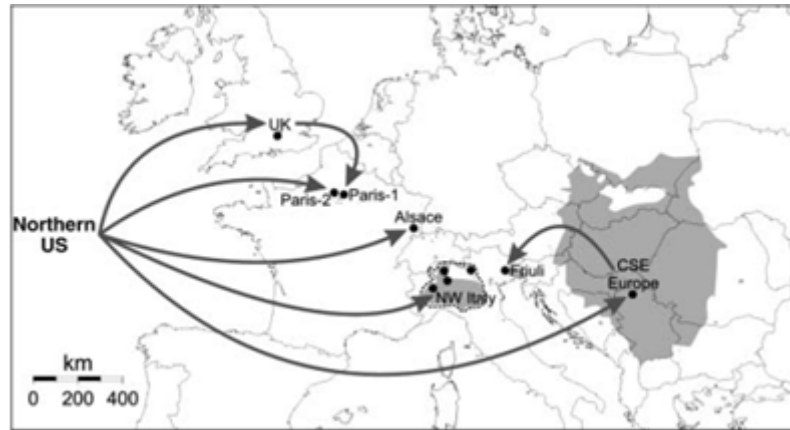 UK
Paris-2
Paris-1
Northern
US
Alsace
Friuli
CSE
Europe
NW Italy
km
0 200 400